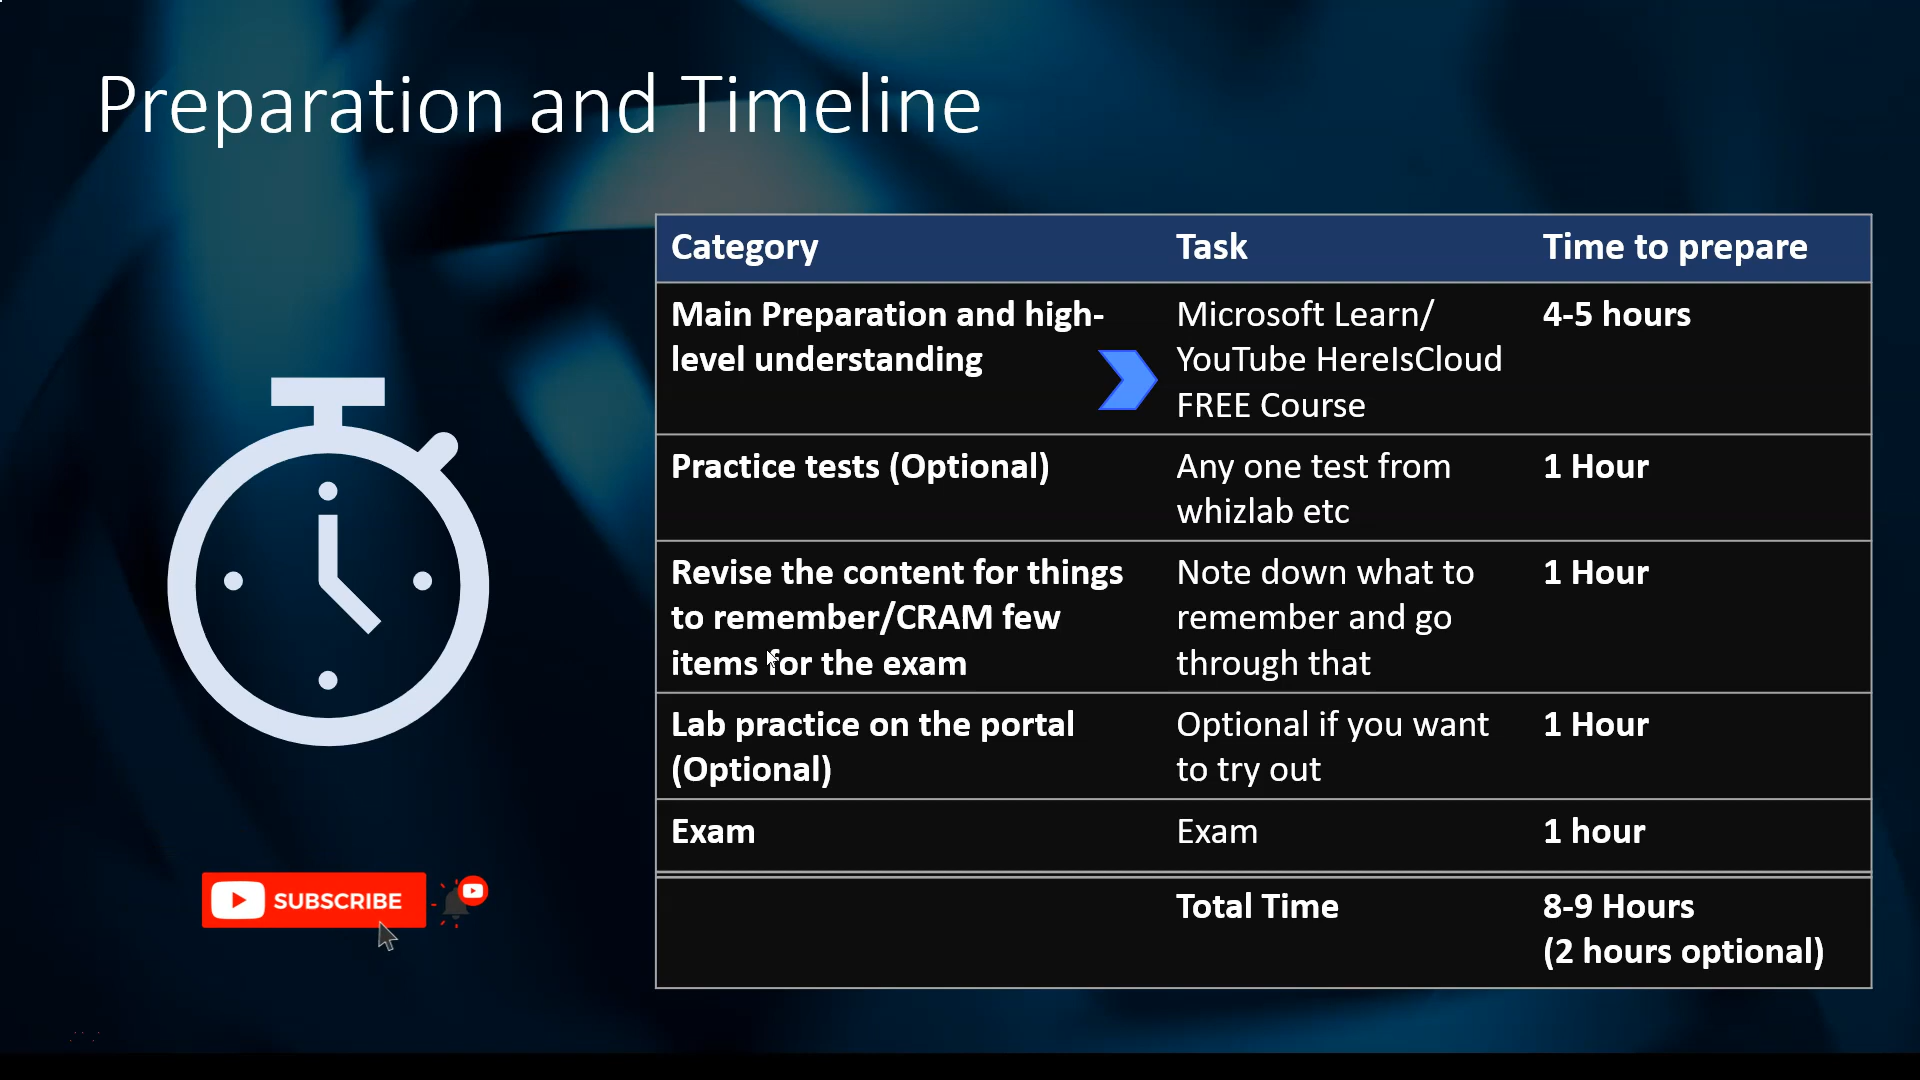 Preparation and Timeline
Category Task Time to prepare
Main Preparation and high- Microsoft Learn/ 4-5 hours
level understanding YouTube HereIsCloud
FREE Course
Practice tests (Optional) Any one test from 1 Hour
whizlab etc
Revise the content for things Note down what to 1 Hour
to remember/CRAM few remember and go
items for the exam through that
Lab practice on the portal Optional if you want 1 Hour
(Optional) to try out
Exam Exam 1 hour
Total Time 8-9 Hours
(2 hours optional)
SUBSCRIBE